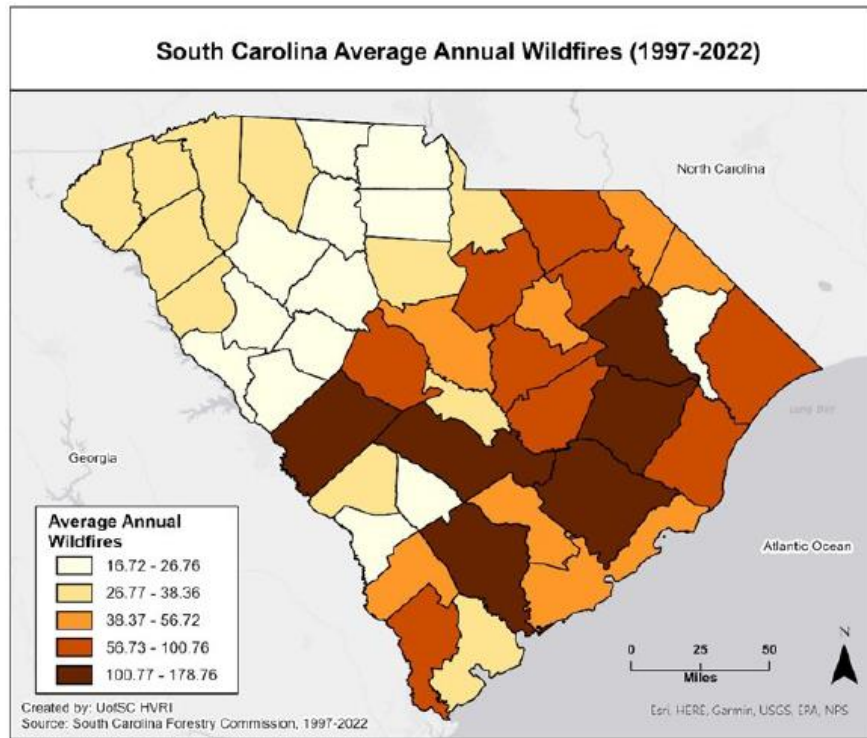 South Carolina Average Annual Wildfires (1997-2022)
North Carolina
Long Bay
Georgia
Average Annual
Wildfires
16.72 - 26.76
26.77 - 38.36
38.37 - 56.72
56.73 - 100.76
100.77 - 178.76
Atlantic Ocean
N
0 25 50
Miles
Created by: UofSC HVRI
Source: South Carolina Forestry Commission, 1997-2022
Esri, HERE, Garmin, USGS, EPA, NPS